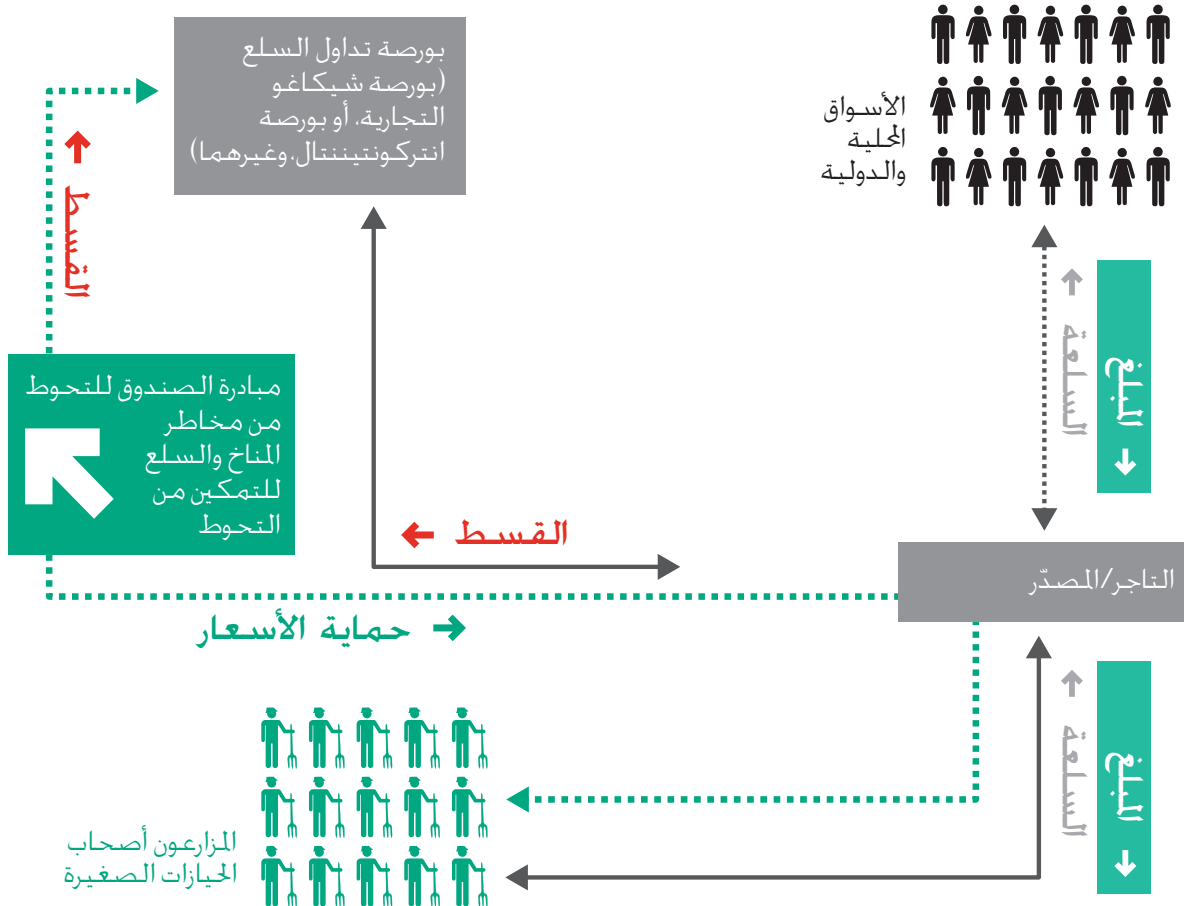 بورصة تداول السلع
(بورصة شيكاغو
التجارية، أو بورصة
انتركونتيننتال، وغيرهما)
الأسواق
المحلية
والدولية
القسط
السلعة
المبلغ
مبادرة الصندوق للتحوط
من مخاطر
المناخ والسلع
للتمكين من
التحوط
القسط
التاجر/المصدّر
حماية الأسعار
السلعة
المبلغ
المزارعون أصحاب
الحيازات الصغيرة